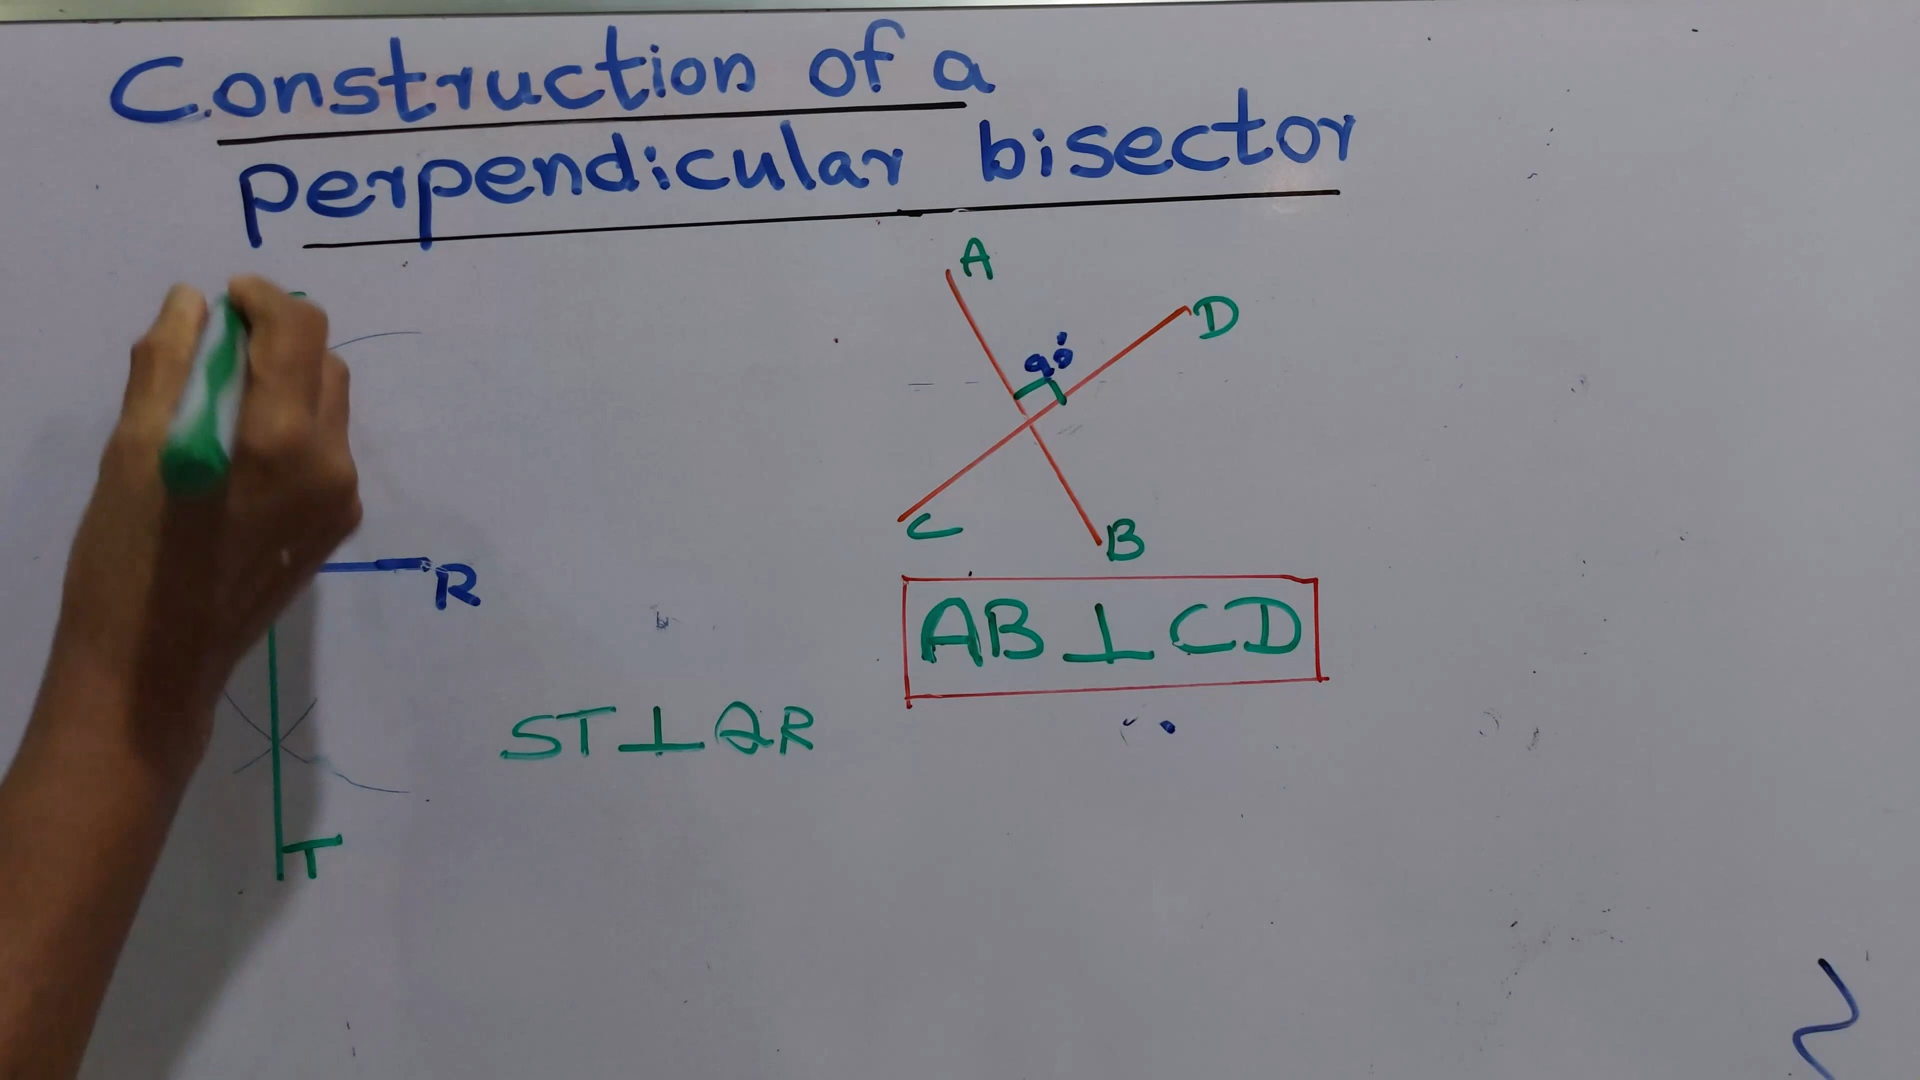 Construction of a
perpendicular bisector
A
D
90°
C
B
R
AB ⊥ CD
ST ⊥ QR
T